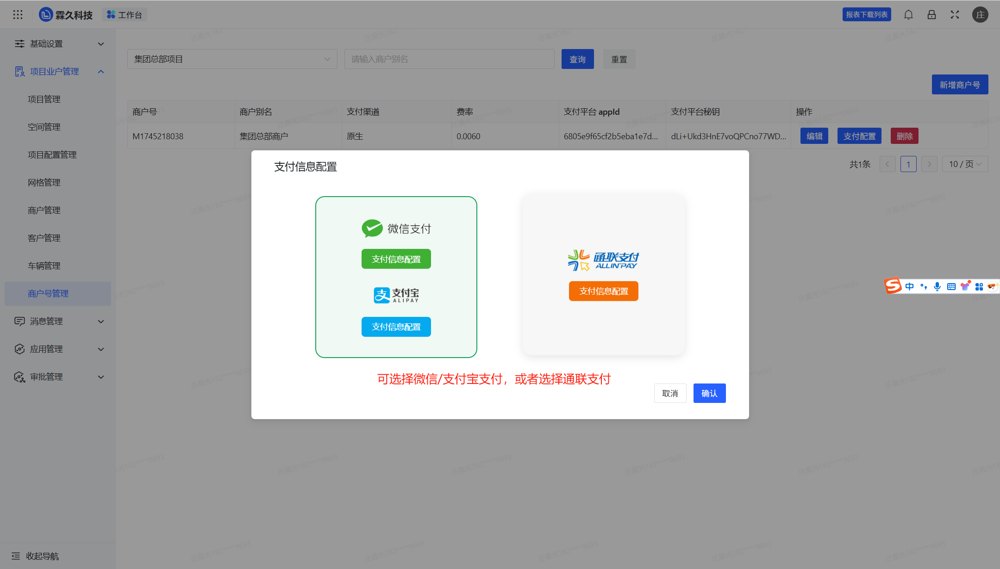 霖久科技
工作台
报表下载列表
庄
基础设置
项目业户管理
项目管理
空间管理
项目配置管理
网格管理
商户管理
客户管理
车辆管理
商户号管理
消息管理
应用管理
审批管理
收起导航
集团总部项目
请输入商户别名
查询
重置
新增商户号
商户号 商户别名 支付渠道 费率 支付平台 appId 支付平台秘钥 操作
M1745218038 集团总部商户 原生 0.0060 6805e9f65cf2b5eba1e7d... dLi+Ukd3HnE7voQPCno77WD... 编辑 支付配置 删除
共1条 1 10 / 页
支付信息配置
微信支付
支付信息配置
支付宝
ALIPAY
支付信息配置
通联支付
ALLINPAY
支付信息配置
可选择微信/支付宝支付，或者选择通联支付
取消
确认
中
庄晨光182****9693